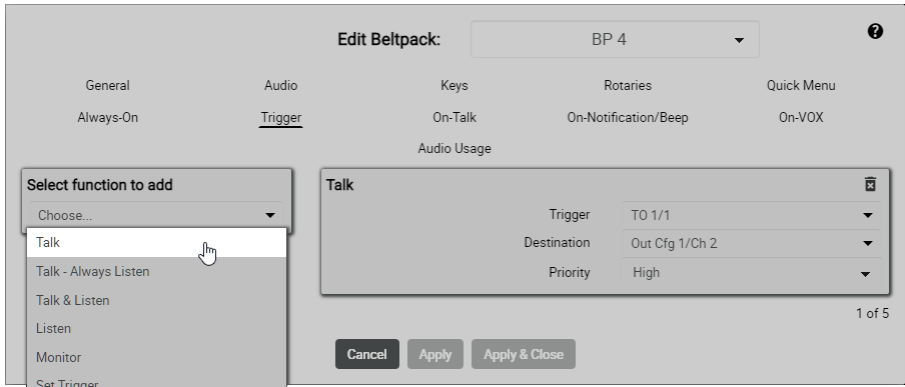 Edit Beltpack: BP 4 ?
General Audio Keys Rotaries Quick Menu
Always-On Trigger On-Talk On-Notification/Beep On-VOX
Audio Usage
Select function to add
Choose...
Talk
Talk - Always Listen
Talk & Listen
Listen
Monitor
Set Trigger
Talk
Trigger TO 1/1
Destination Out Cfg 1/Ch 2
Priority High
1 of 5
Cancel Apply Apply & Close